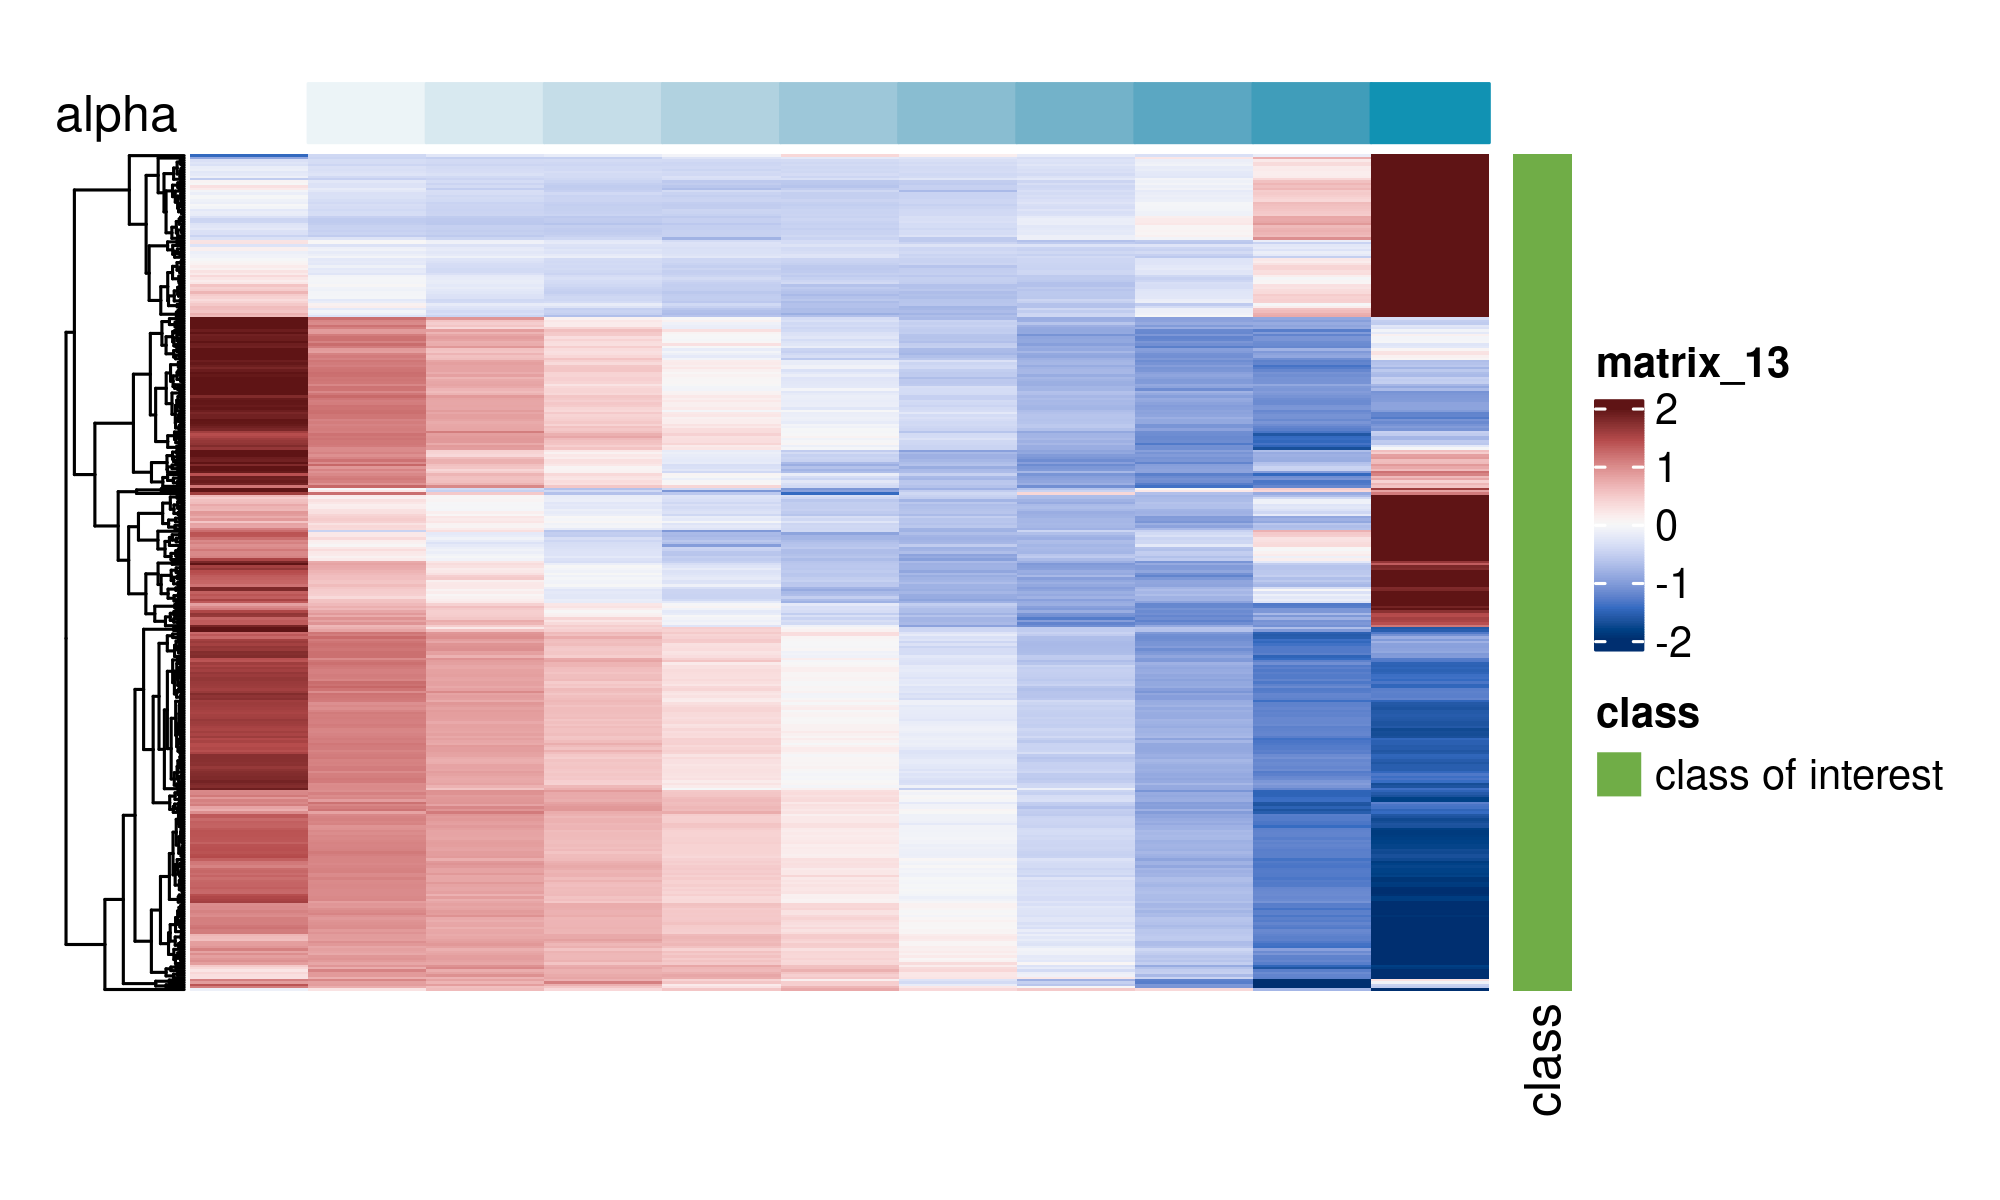 alpha
matrix_13
2
1
0
-1
-2
class
class of interest
class